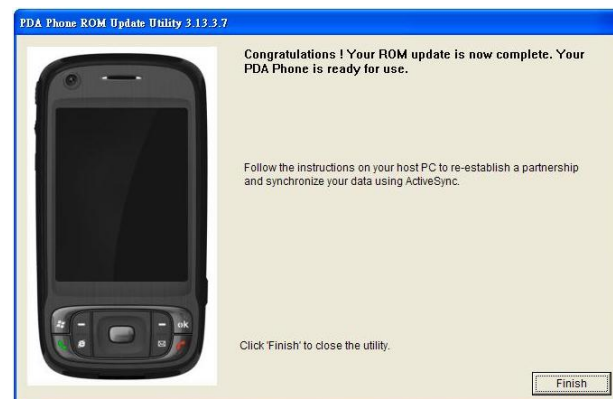 PDA Phone ROM Update Utility 3.13.3.7
Congratulations ! Your ROM update is now complete. Your
PDA Phone is ready for use.
Follow the instructions on your host PC to re-establish a partnership
and synchronize your data using ActiveSync.
ok
Click 'Finish' to close the utility.
Finish